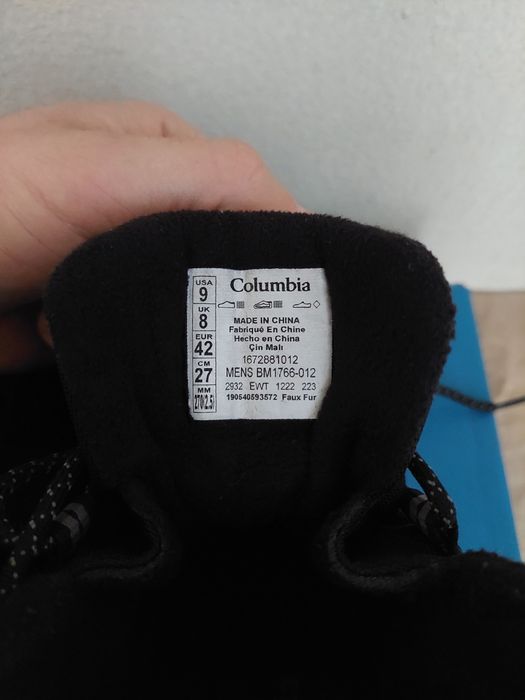 USA
9
UK
8
EUR
42
CM
27
MM
270/2.5
Columbia
MADE IN CHINA
Fabriqué En Chine
Hecho en China
Çin Malı
1672881012
MENS BM1766-012
2932 EWT 1222 223
190540593572 Faux Fur